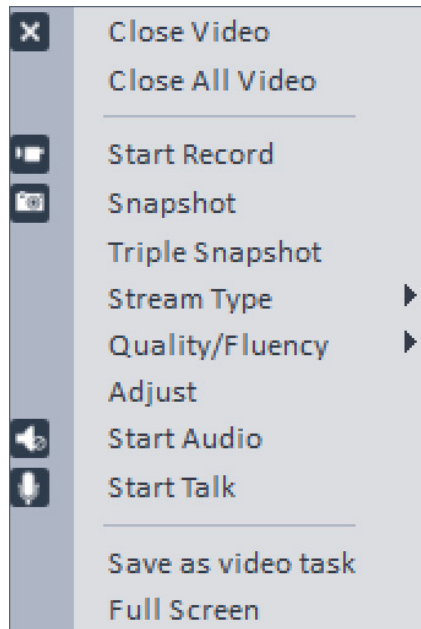 Close Video
Close All Video
Start Record
Snapshot
Triple Snapshot
Stream Type
Quality/Fluency
Adjust
Start Audio
Start Talk
Save as video task
Full Screen